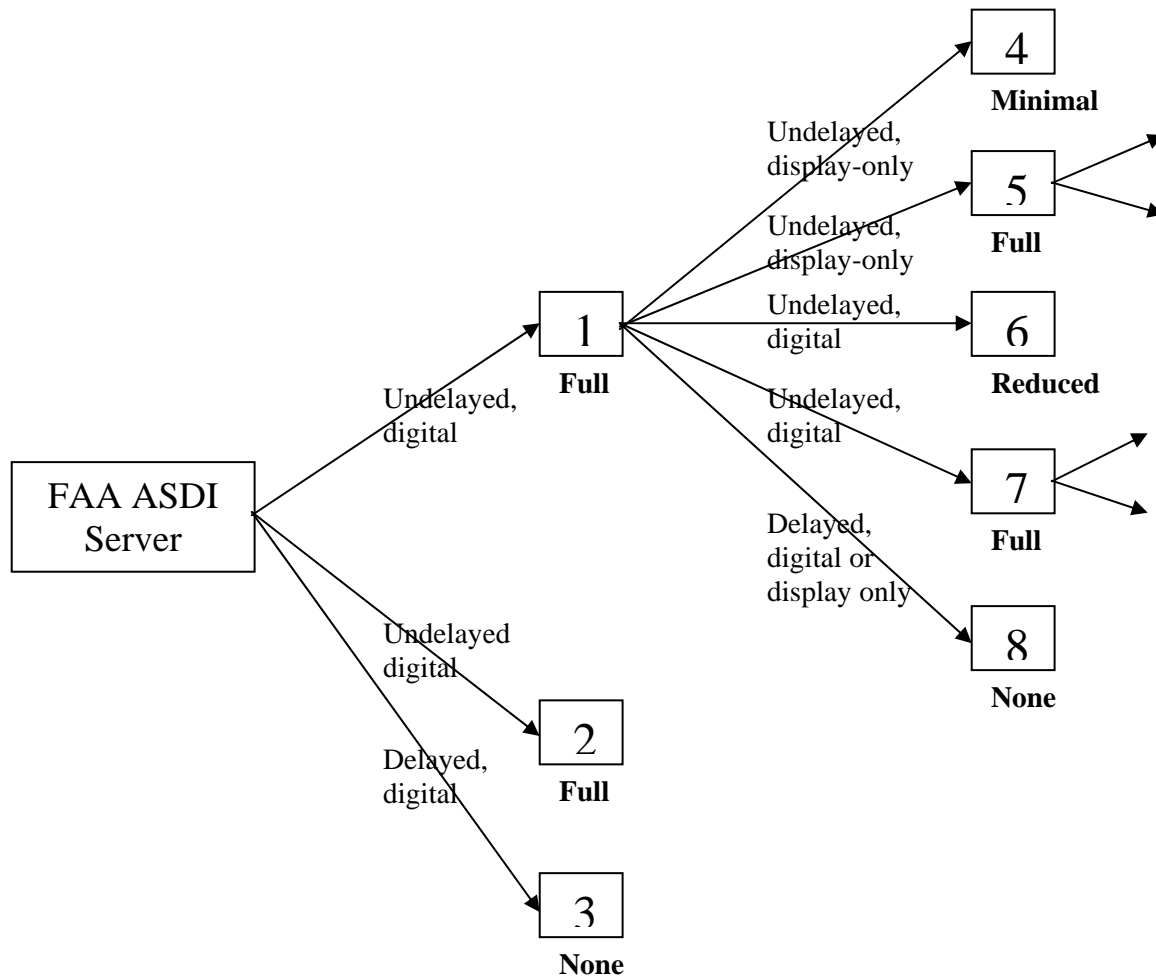 4
Minimal
Undelayed,
display-only
5
Full
Undelayed,
display-only
1
Full
Undelayed,
digital
6
Reduced
Undelayed,
digital
Undelayed,
digital
7
Full
FAA ASDI
Server
Delayed,
digital or
display only
8
None
Undelayed
digital
2
Full
Delayed,
digital
3
None